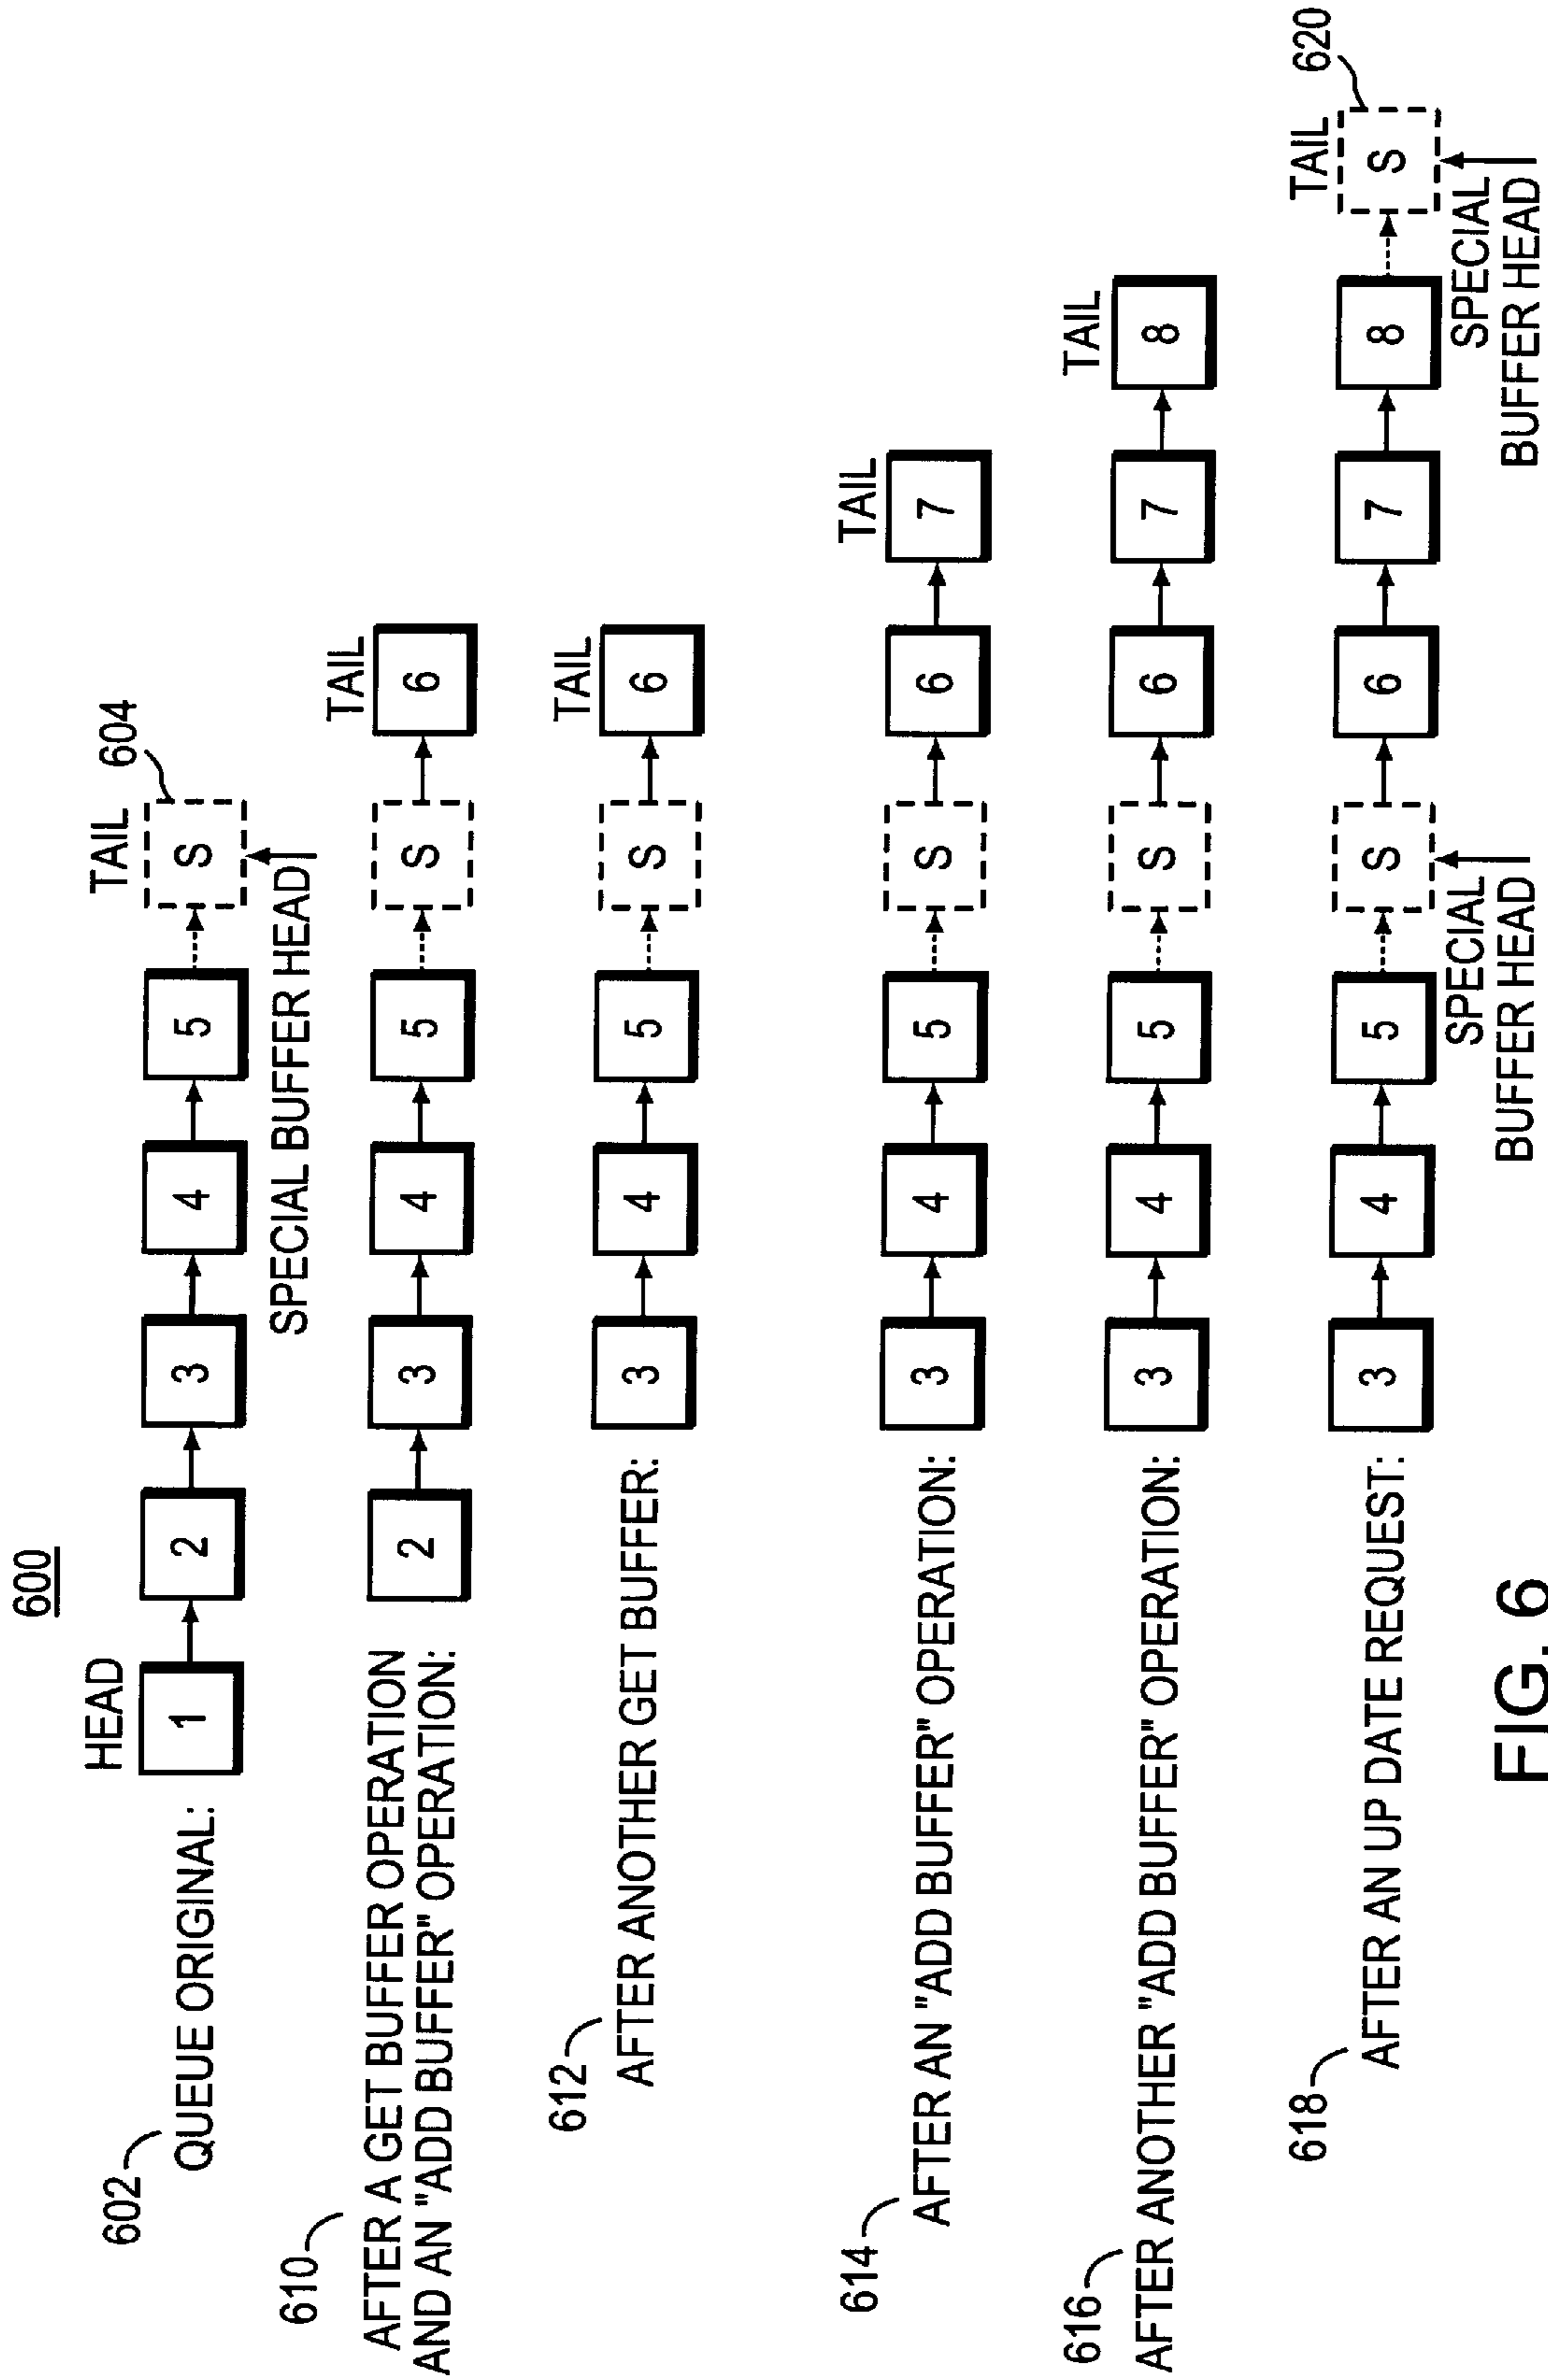 600
602
QUEUE ORIGINAL:
HEAD
TAIL
604
1 2 3 4 5 S
SPECIAL BUFFER HEAD
610
AFTER A GET BUFFER OPERATION
AND AN "ADD BUFFER" OPERATION:
TAIL
2 3 4 5 S 6
612
AFTER ANOTHER GET BUFFER:
TAIL
3 4 5 S 6
614
AFTER AN "ADD BUFFER" OPERATION:
TAIL
3 4 5 S 6 7
616
AFTER ANOTHER "ADD BUFFER" OPERATION:
TAIL
3 4 5 S 6 7 8
618
AFTER AN UP DATE REQUEST:
TAIL
620
3 4 5 S 6 7 8 S
SPECIAL
BUFFER HEAD
SPECIAL
BUFFER HEAD
FIG. 6